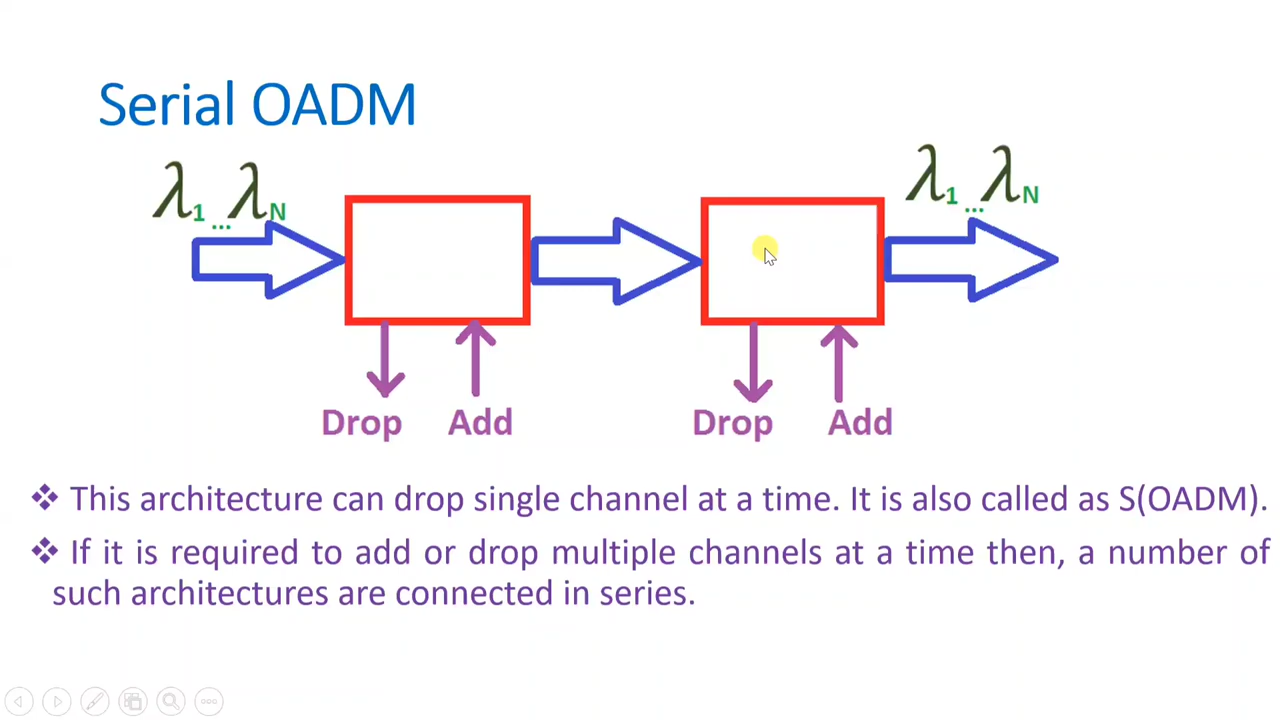 Serial OADM
λ1...λN
λ1...λN
Drop Add
Drop Add
❖ This architecture can drop single channel at a time. It is also called as S(OADM).
❖ If it is required to add or drop multiple channels at a time then, a number of
such architectures are connected in series.